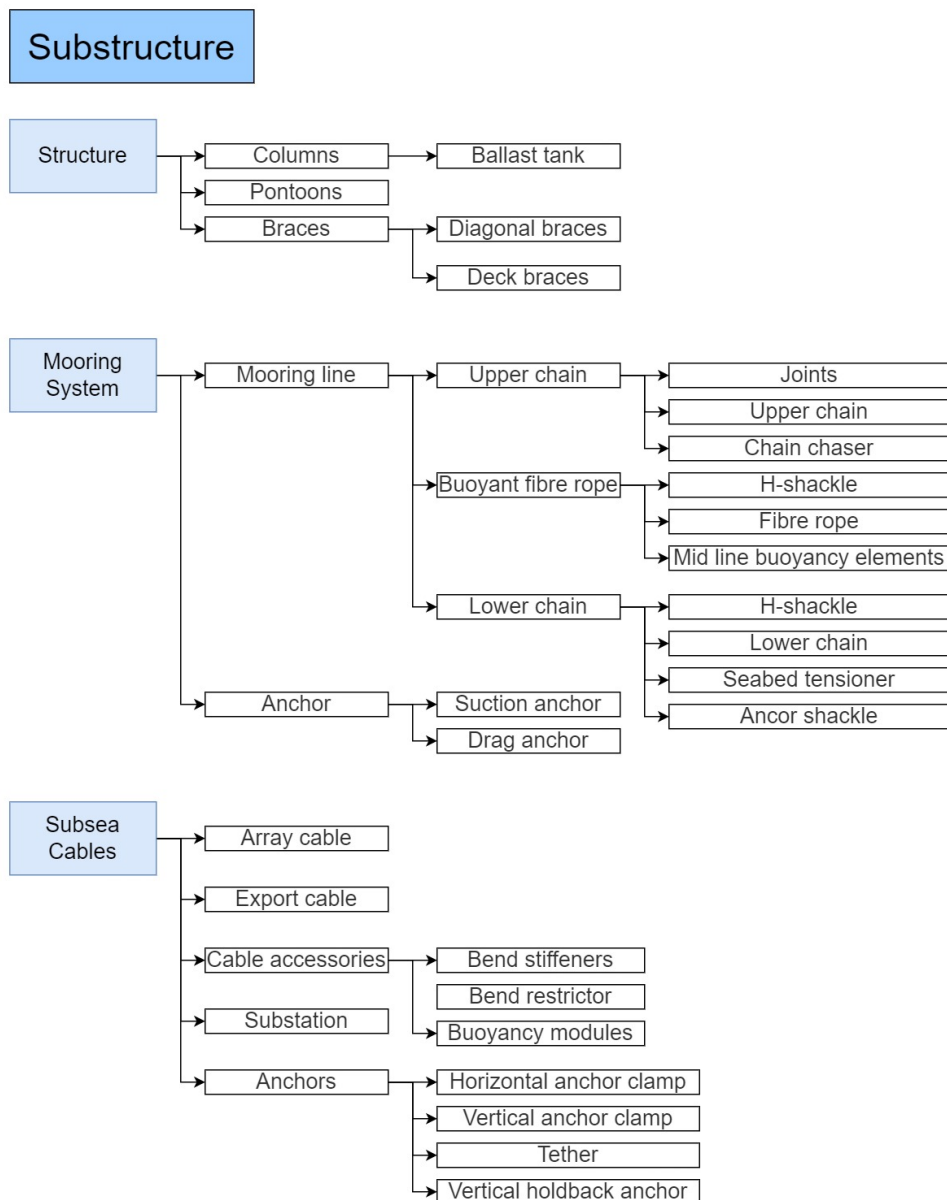 Substructure
Structure
Columns
Ballast tank
Pontoons
Braces
Diagonal braces
Deck braces
Mooring
System
Mooring line
Upper chain
Joints
Upper chain
Chain chaser
Buoyant fibre rope
H-shackle
Fibre rope
Mid line buoyancy elements
Lower chain
H-shackle
Lower chain
Seabed tensioner
Ancor shackle
Anchor
Suction anchor
Drag anchor
Subsea
Cables
Array cable
Export cable
Cable accessories
Bend stiffeners
Bend restrictor
Buoyancy modules
Substation
Anchors
Horizontal anchor clamp
Vertical anchor clamp
Tether
Vertical holdback anchor